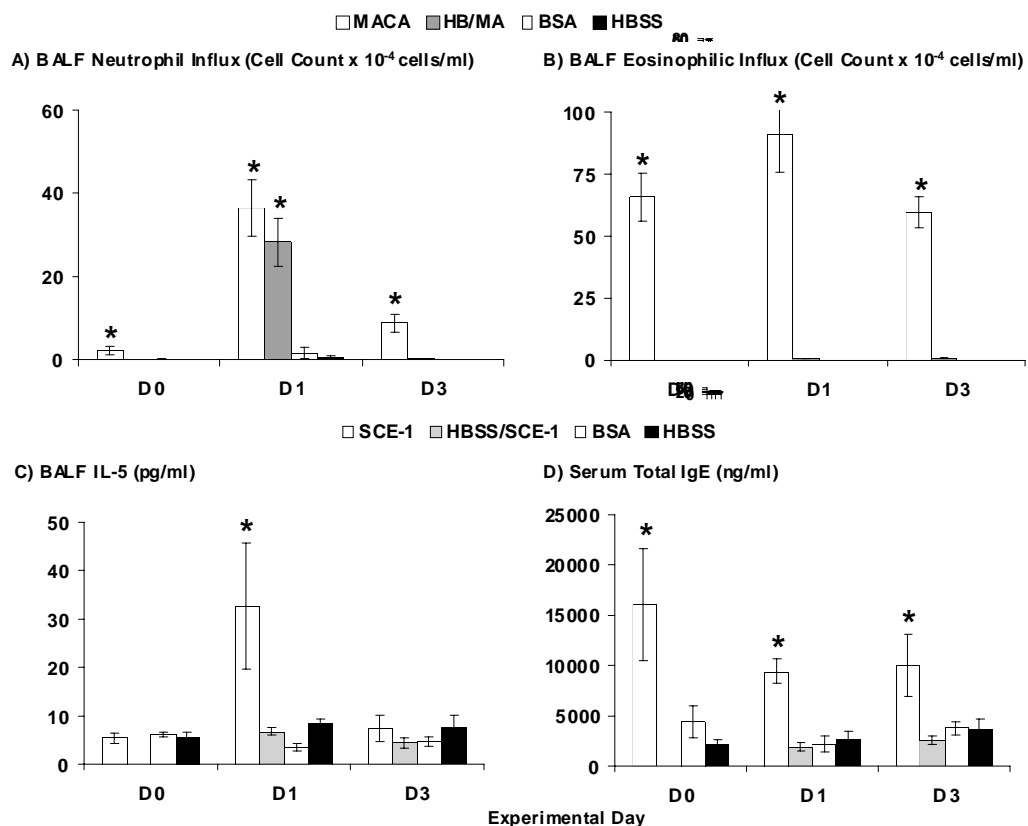 MACA HB/MA BSA HBSS
A) BALF Neutrophil Influx (Cell Count x 10-4 cells/ml)
60
40
20
0
D0 D1 D3
B) BALF Eosinophilic Influx (Cell Count x 10-4 cells/ml)
100
75
50
25
0
D1 D3
SCE-1 HBSS/SCE-1 BSA HBSS
C) BALF IL-5 (pg/ml)
50
40
30
20
10
0
D0 D1 D3
D) Serum Total IgE (ng/ml)
25000
20000
15000
10000
5000
0
D0 D1 D3
Experimental Day